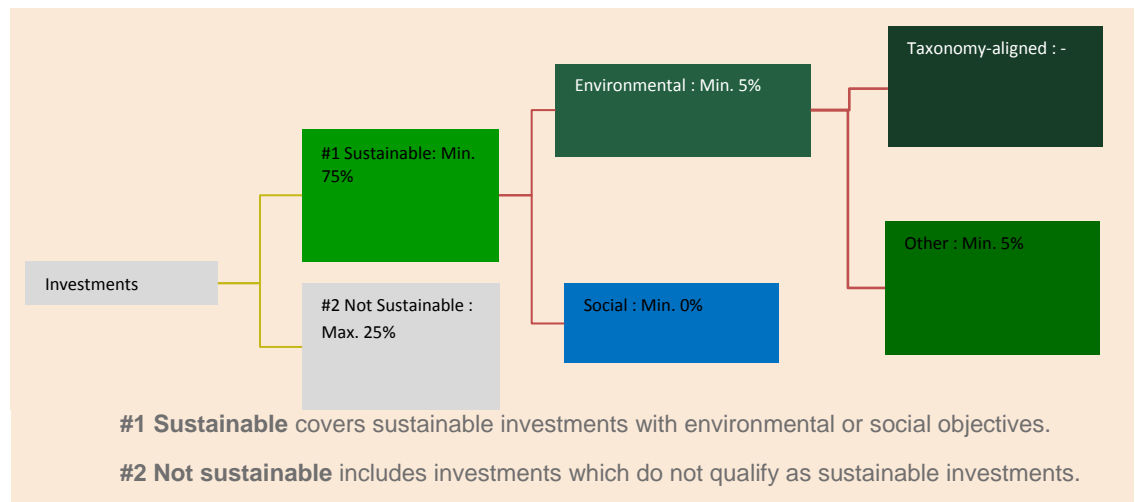 Taxonomy-aligned : -
Environmental : Min. 5%
#1 Sustainable: Min.
75%
Other : Min. 5%
Investments
#2 Not Sustainable :
Max. 25%
Social : Min. 0%
#1 Sustainable covers sustainable investments with environmental or social objectives.
#2 Not sustainable includes investments which do not qualify as sustainable investments.